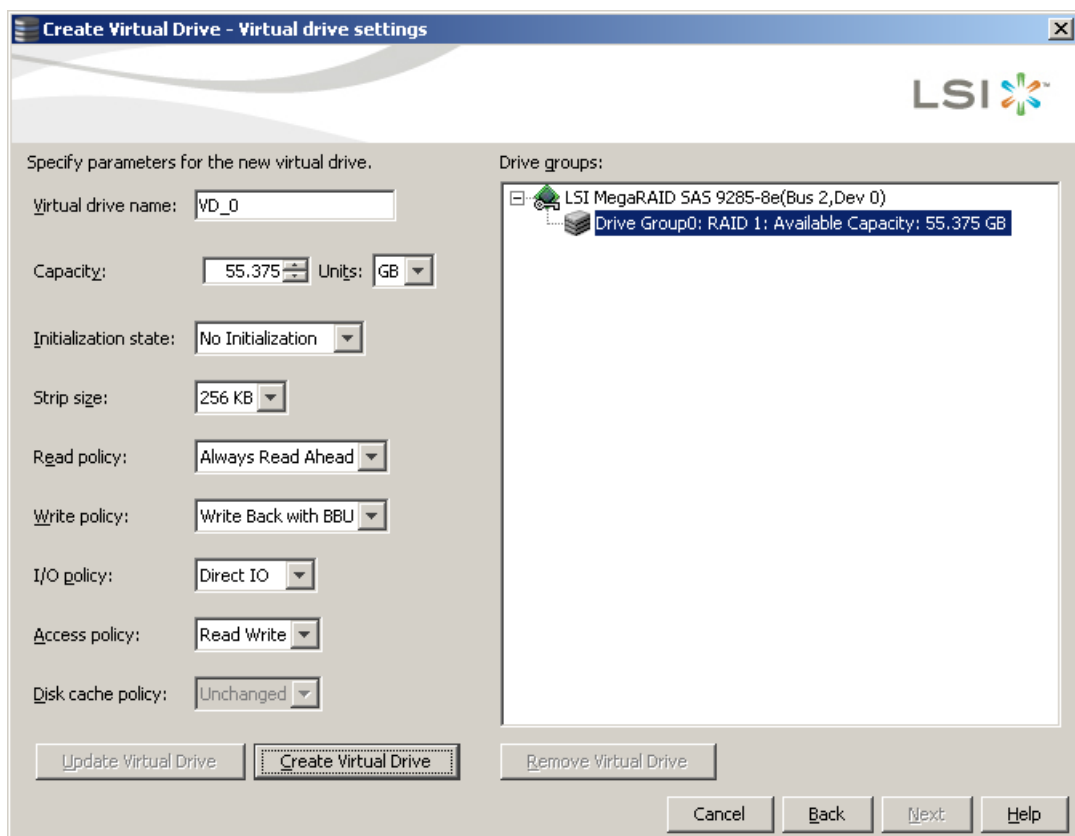 Create Virtual Drive - Virtual drive settings
LSI™
Specify parameters for the new virtual drive.
Virtual drive name: VD_0
Capacity: 55.375 Units: GB
Initialization state: No Initialization
Strip size: 256 KB
Read policy: Always Read Ahead
Write policy: Write Back with BBU
I/O policy: Direct IO
Access policy: Read Write
Disk cache policy: Unchanged
Update Virtual Drive Create Virtual Drive
Drive groups:
LSI MegaRAID SAS 9285-8e(Bus 2,Dev 0)
Drive Group0: RAID 1: Available Capacity: 55.375 GB
Remove Virtual Drive
Cancel Back Next Help